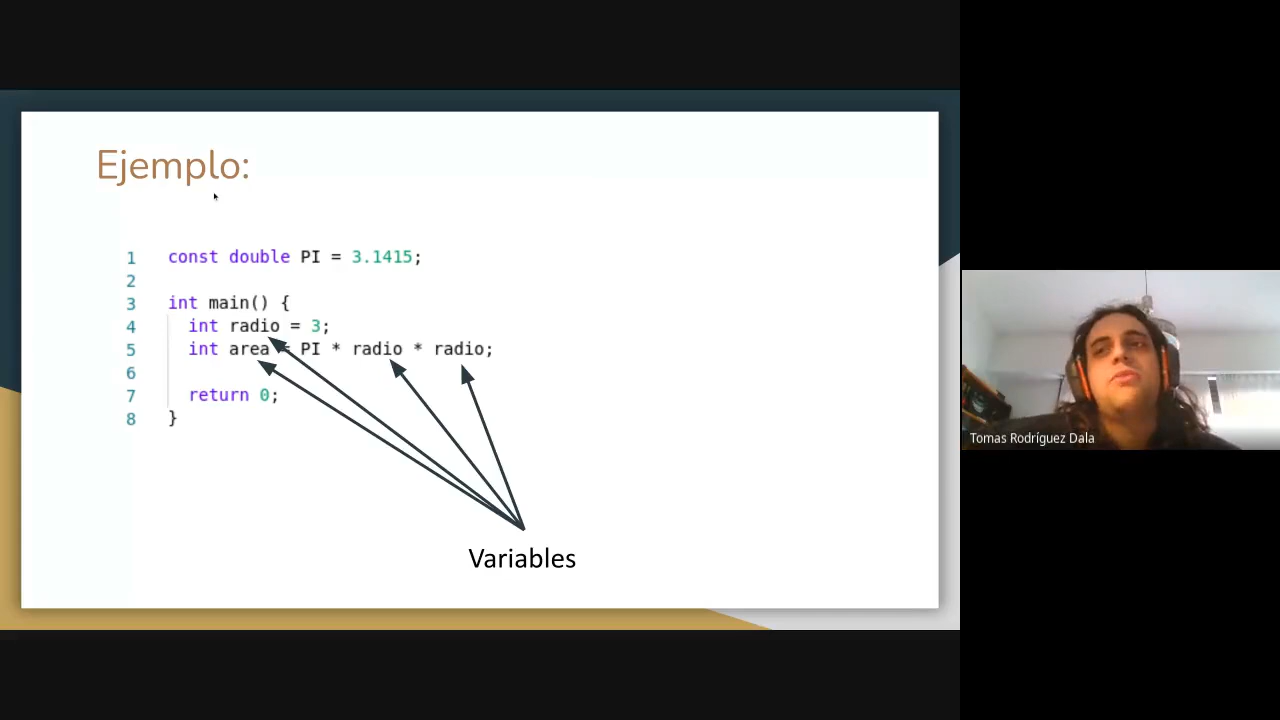 Ejemplo:
1 const double PI = 3.1415;
2
3 int main() {
4 int radio = 3;
5 int area = PI * radio * radio;
6
7 return 0;
8 }
Variables
Tomas Rodríguez Dala